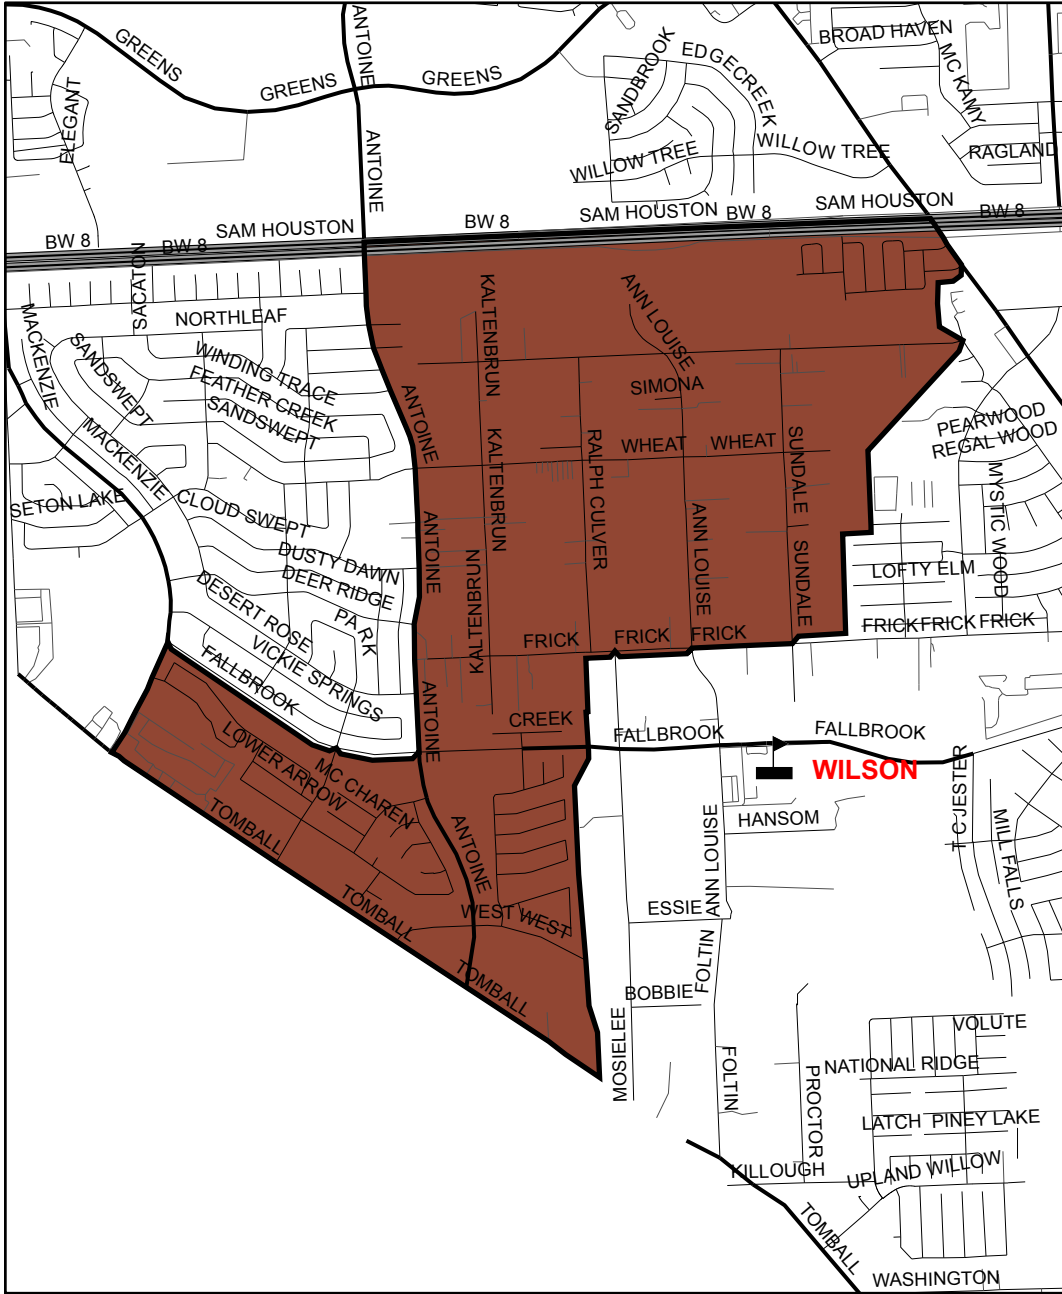 GREENS
ANTOINE
GREENS
GREENS
SANDBROOK
EDGECREEK
BROAD HAVEN
MC KAMY
ELEGANT
ANTOINE
WILLOW TREE
WILLOW TREE
RAGLAND
BW 8
BW 8
SAM HOUSTON
BW 8
SAM HOUSTON
BW 8
SAM HOUSTON
BW 8
SACATON
MACKENZIE
NORTHLEAF
KALTENBRUN
ANN LOUISE
SANDSWEPT
WINDING TRACE
FEATHER CREEK
SANDSWEPT
SIMONA
ANTOINE
MACKENZIE
KALTENBRUN
RALPH CULVER
WHEAT
WHEAT
SUNDALE
PEARWOOD
REGAL WOOD
MYSTIC WOOD
SETON LAKE
CLOUD SWEPT
ANTOINE
ANN LOUISE
SUNDALE
DUSTY DAWN
DEER RIDGE
KALTENBRUN
LOFTY ELM
DESERT ROSE
PA RK
FRICK
FRICK
FRICK
FRICK
FRICK
FRICK
VICKIE SPRINGS
FALLBROOK
ANTOINE
CREEK
FALLBROOK
FALLBROOK
LOWER ARROW
MC CHAREN
WILSON
T C JESTER
TOMBALL
ANTOINE
HANSOM
ANN LOUISE
MILL FALLS
TOMBALL
WEST
WEST
ESSIE
TOMBALL
FOLTIN
BOBBIE
MOSIELEE
FOLTIN
PROCTOR
VOLUTE
NATIONAL RIDGE
LATCH
PINEY LAKE
KILLOUGH
UPLAND WILLOW
TOMBALL
WASHINGTON